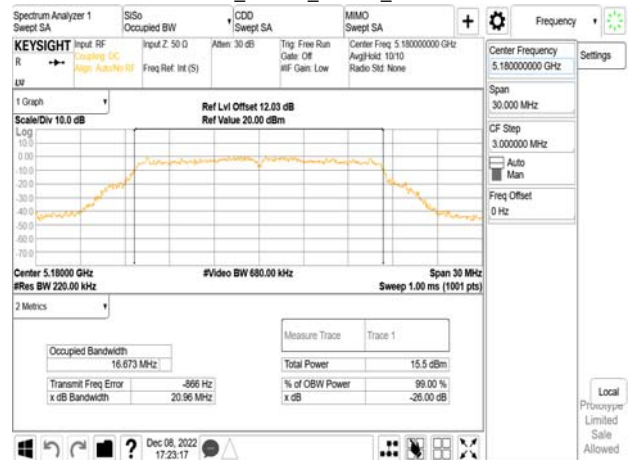 Spectrum Analyzer 1
Swept SA
SISo
Occupied BW
CDD
Swept SA
MIMO
Swept SA
+
Frequency
KEYSIGHT
R
LXI
Input: RF
Coupling: DC
Align: Auto/No RF
Input Z: 50 Ω
Freq Ref: Int (S)
Atten: 30 dB
Trig: Free Run
Gate: Off
#IF Gain: Low
Center Freq: 5.180000000 GHz
Avg|Hold: 10/10
Radio Std: None
Center Frequency
5.180000000 GHz
Settings
Span
30.000 MHz
CF Step
3.000000 MHz
Auto
Man
Freq Offset
0 Hz
1 Graph
Scale/Div 10.0 dB
Ref Lvl Offset 12.03 dB
Ref Value 20.00 dBm
Log
10.0
0.00
-10.0
-20.0
-30.0
-40.0
-50.0
-60.0
-70.0
Center 5.18000 GHz
#Res BW 220.00 kHz
#Video BW 680.00 kHz
Span 30 MHz
Sweep 1.00 ms (1001 pts)
2 Metrics
Measure Trace
Trace 1
Occupied Bandwidth
16.673 MHz
Total Power
15.5 dBm
Transmit Freq Error
-866 Hz
% of OBW Power
99.00 %
x dB Bandwidth
20.96 MHz
x dB
-26.00 dB
Local
Prototype
Limited
Sale
Allowed
?
Dec 08, 2022
17:23:17